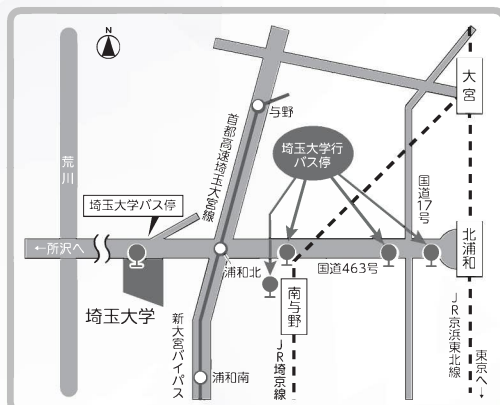 N
大宮
与野
首都高速埼玉大宮線
埼玉大学行
バス停
荒川
国道17号
埼玉大学バス停
←所沢へ
北浦和
浦和北
国道463号
埼玉大学
南与野
新大宮バイパス
JR埼京線
JR京浜東北線
東京へ→
浦和南